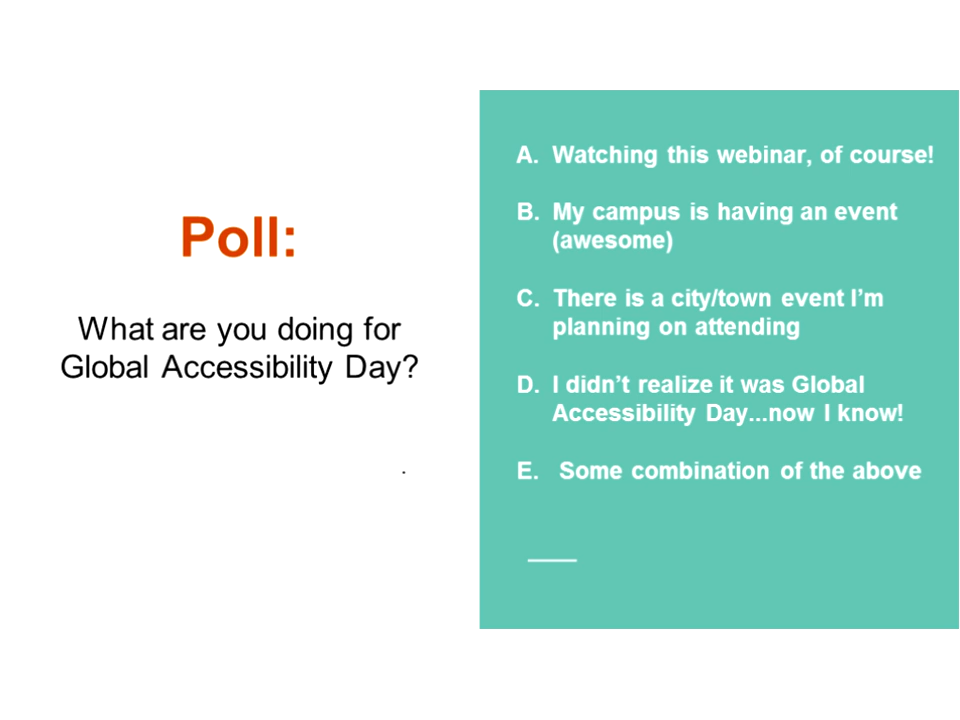 Poll:
What are you doing for
Global Accessibility Day?
.
A. Watching this webinar, of course!
B. My campus is having an event
(awesome)
C. There is a city/town event I’m
planning on attending
D. I didn’t realize it was Global
Accessibility Day...now I know!
E. Some combination of the above